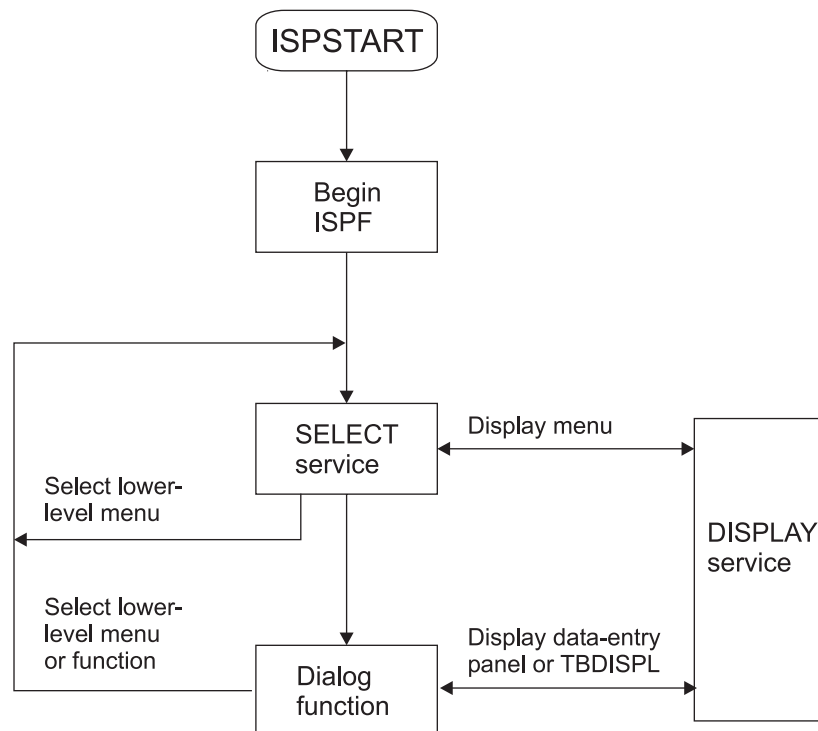 ISPSTART
Begin
ISPF
SELECT
service
Display menu
Select lower-
level menu
DISPLAY
service
Select lower-
level menu
or function
Display data-entry
panel or TBDISPL
Dialog
function